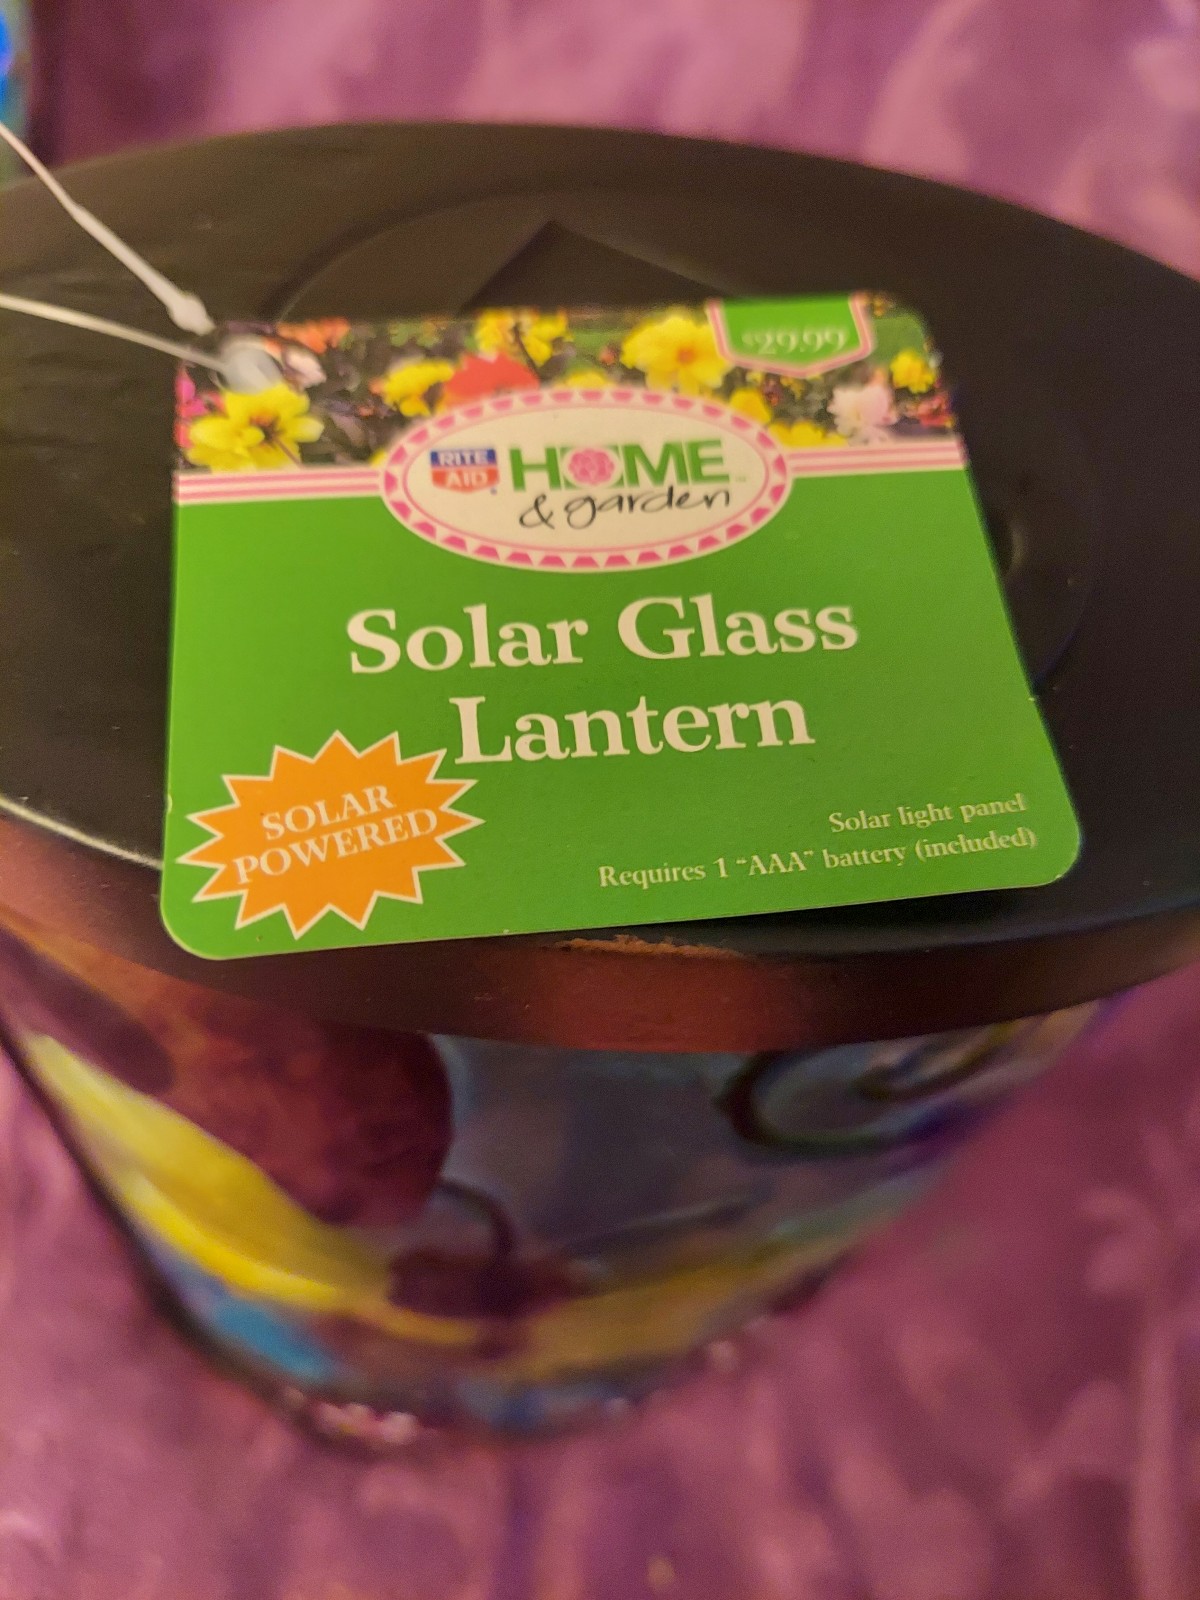 $29.99
RITE AID HOME
& garden
Solar Glass
Lantern
SOLAR
POWERED
Solar light panel
Requires 1 "AAA" battery (included)